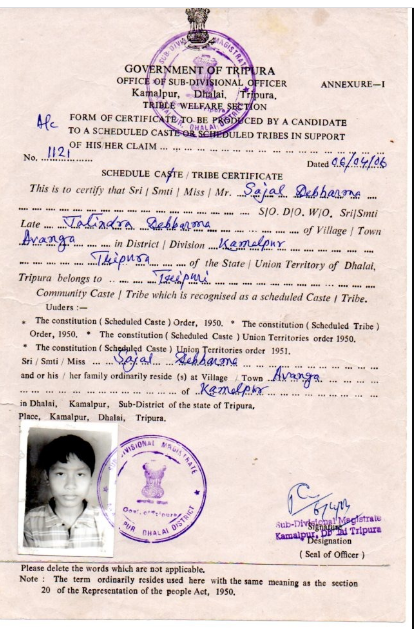 GOVERNMENT OF TRIPURA
OFFICE OF SUB-DIVISIONAL OFFICER
ANNEXURE—I
Kamalpur, Dhalai, Tripura,
TRIBLE WELFARE SECTION
FORM OF CERTIFICATE TO BE PRODUCED BY A CANDIDATE
TO A SCHEDULED CASTE OR SCHEDULED TRIBES IN SUPPORT
OF HIS/HER CLAIM
No. 1121
Dated 06/04/06
SCHEDULE CASTE / TRIBE CERTIFICATE
This is to certify that Sri | Smti | Miss | Mr. Sajal Debbarma
S|O. D|O. W|O. Sri|Smti
Late Jatindra Debbarma of Village | Town
Avanga in District | Division Kamalpur
Tripura of the State | Union Territory of Dhalai,
Tripura belongs to Tripuri
Community Caste | Tribe which is recognised as a scheduled Caste | Tribe.
Uuders :—
* The constitution ( Scheduled Caste ) Order, 1950. * The constitution ( Scheduled Tribe )
Order, 1950. * The constitution ( Scheduled Caste ) Union Territories order 1950.
* The constitution ( Scheduled Caste ) Union Territories order 1951.
Sri / Smti / Miss Sajal Debbarma
and or his / her family ordinarily reside (s) at Village / Town Avanga
of Kamalpur
in Dhalai, Kamalpur, Sub-District of the state of Tripura,
Place, Kamalpur, Dhalai, Tripura.
SUB-DIVISIONAL MAGISTRATE
Govt. of Tripura
DHALAI DISTRICT
Sub-Divisional Magistrate
Signature
Kamalpur, Tripura
Designation
( Seal of Officer )
Please delete the words which are not applicable.
Note : The term ordinarily resides used here with the same meaning as the section
20 of the Representation of the people Act, 1950.